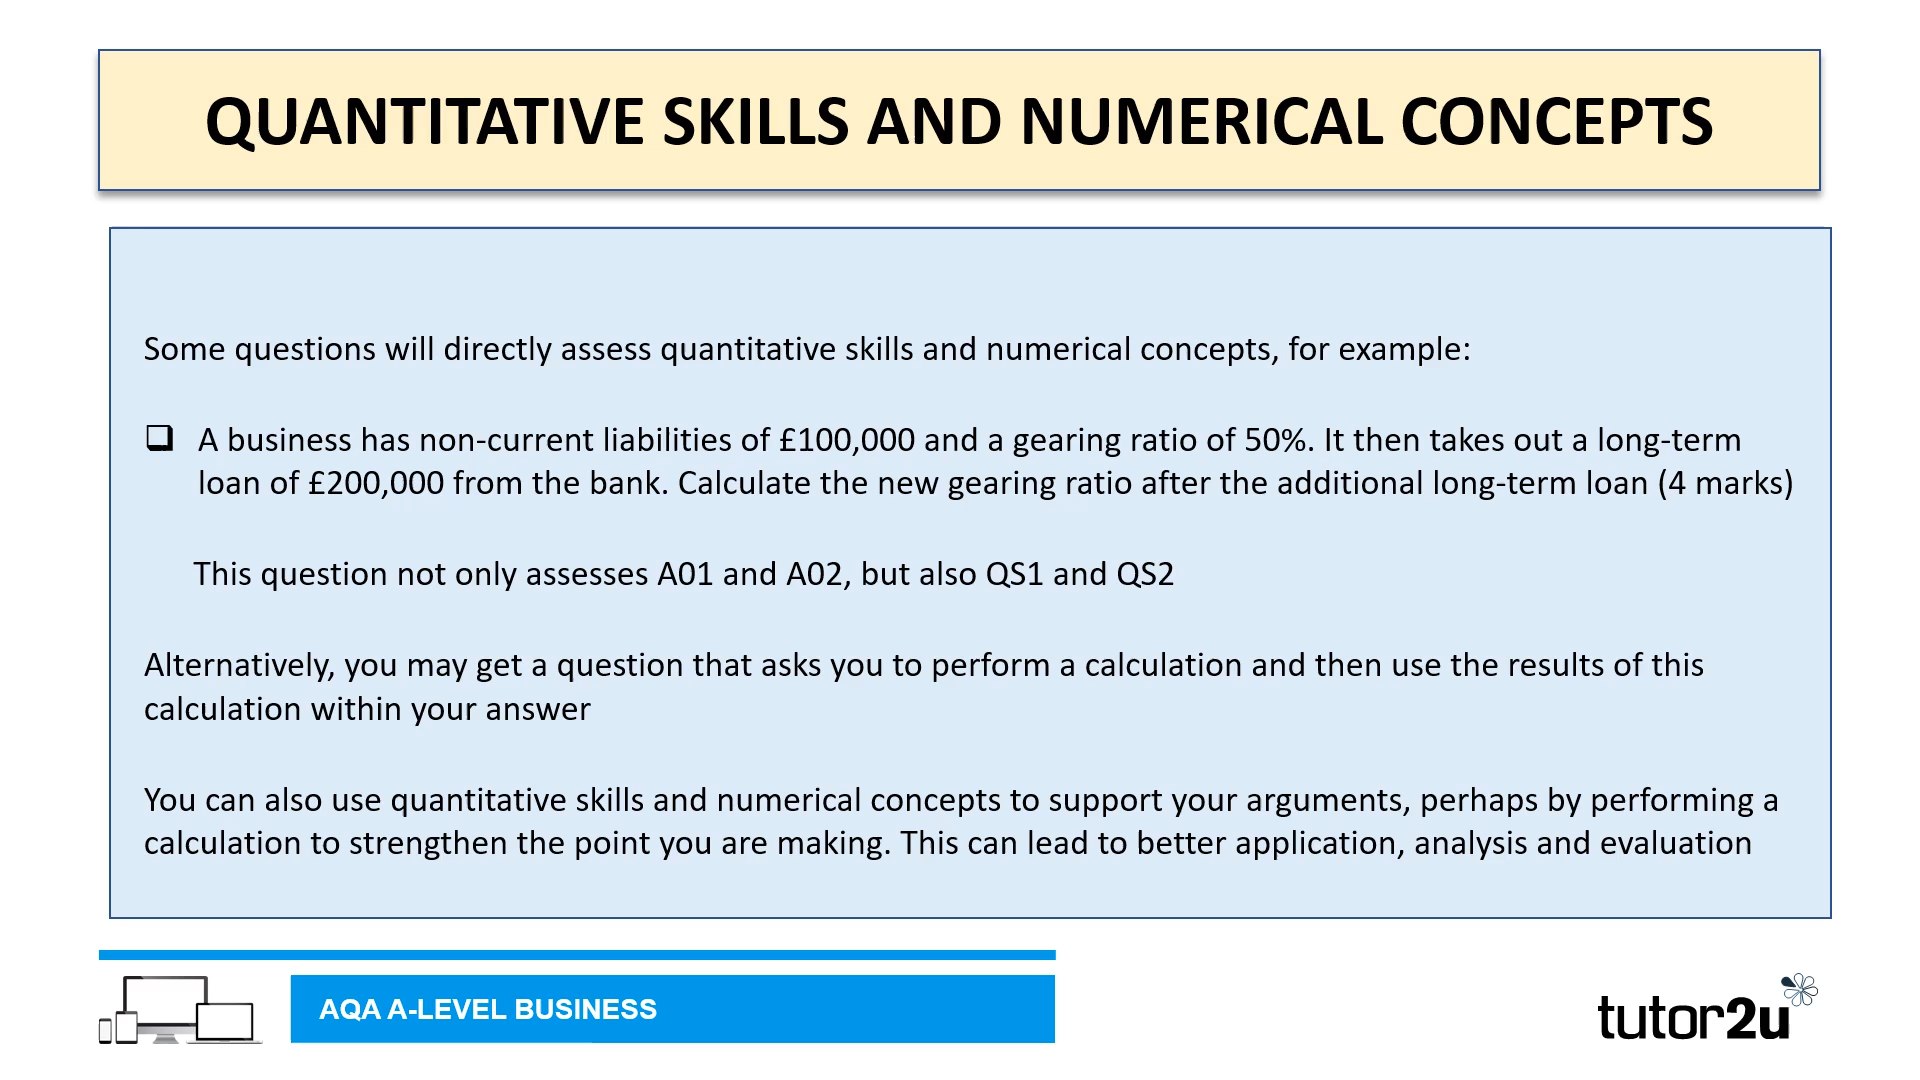 QUANTITATIVE SKILLS AND NUMERICAL CONCEPTS
Some questions will directly assess quantitative skills and numerical concepts, for example:
❑ A business has non-current liabilities of £100,000 and a gearing ratio of 50%. It then takes out a long-term
loan of £200,000 from the bank. Calculate the new gearing ratio after the additional long-term loan (4 marks)
This question not only assesses A01 and A02, but also QS1 and QS2
Alternatively, you may get a question that asks you to perform a calculation and then use the results of this
calculation within your answer
You can also use quantitative skills and numerical concepts to support your arguments, perhaps by performing a
calculation to strengthen the point you are making. This can lead to better application, analysis and evaluation
AQA A-LEVEL BUSINESS
tutor2u